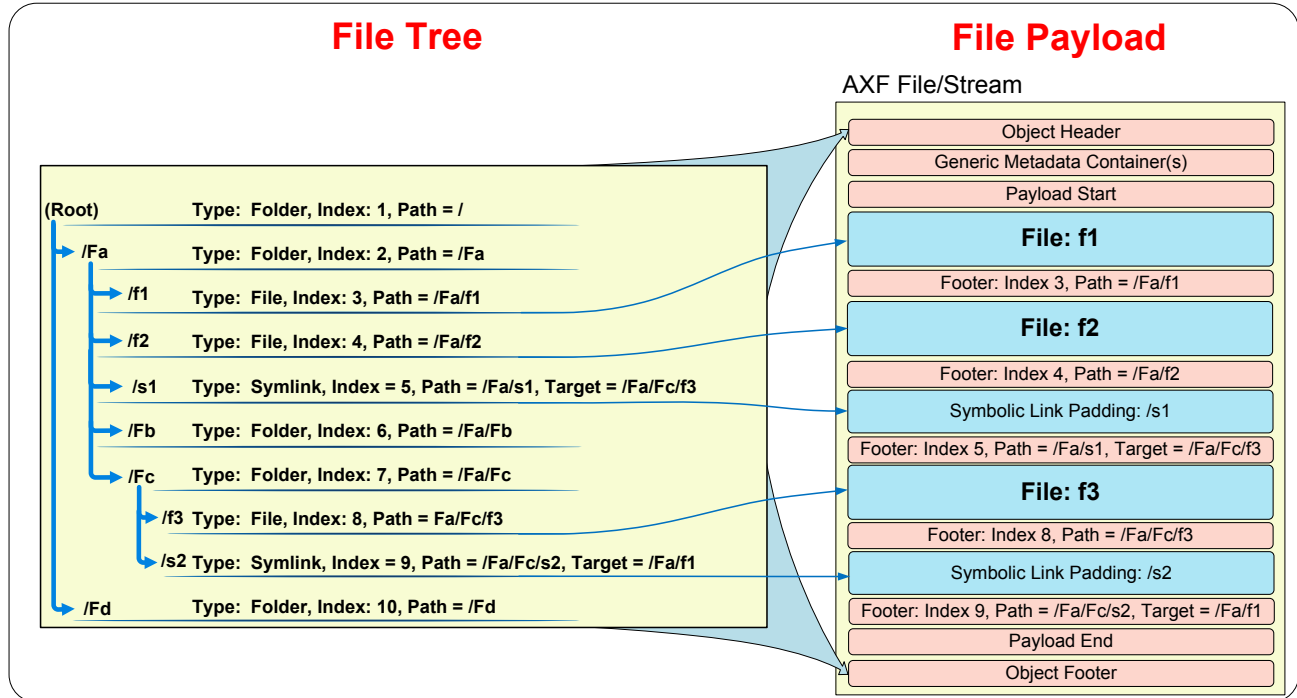 File Tree
(Root) Type: Folder, Index: 1, Path = /
/Fa Type: Folder, Index: 2, Path = /Fa
/f1 Type: File, Index: 3, Path = /Fa/f1
/f2 Type: File, Index: 4, Path = /Fa/f2
/s1 Type: Symlink, Index = 5, Path = /Fa/s1, Target = /Fa/Fc/f3
/Fb Type: Folder, Index: 6, Path = /Fa/Fb
/Fc Type: Folder, Index: 7, Path = /Fa/Fc
/f3 Type: File, Index: 8, Path = Fa/Fc/f3
/s2 Type: Symlink, Index = 9, Path = /Fa/Fc/s2, Target = /Fa/f1
/Fd Type: Folder, Index: 10, Path = /Fd
File Payload
AXF File/Stream
Object Header
Generic Metadata Container(s)
Payload Start
File: f1
Footer: Index 3, Path = /Fa/f1
File: f2
Footer: Index 4, Path = /Fa/f2
Symbolic Link Padding: /s1
Footer: Index 5, Path = /Fa/s1, Target = /Fa/Fc/f3
File: f3
Footer: Index 8, Path = /Fa/Fc/f3
Symbolic Link Padding: /s2
Footer: Index 9, Path = /Fa/Fc/s2, Target = /Fa/f1
Payload End
Object Footer